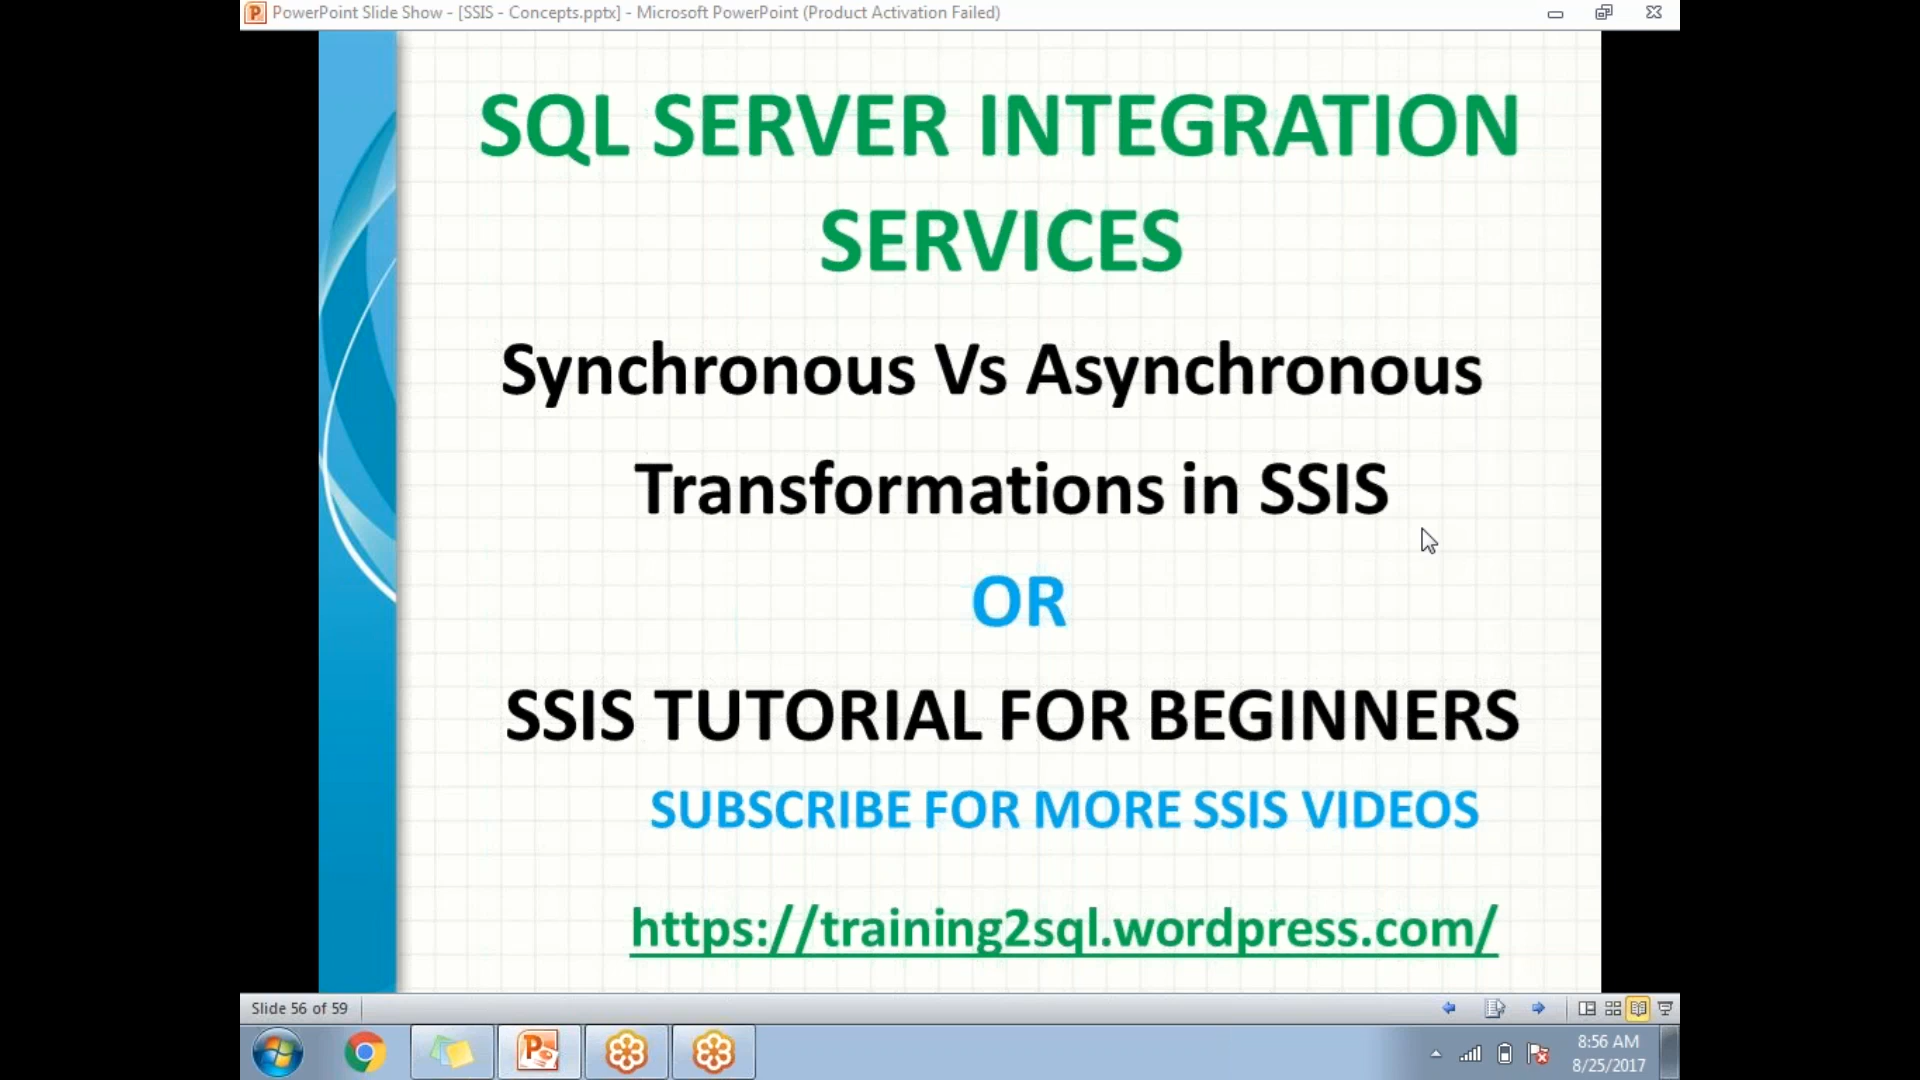 PowerPoint Slide Show - [SSIS - Concepts.pptx] - Microsoft PowerPoint (Product Activation Failed)
SQL SERVER INTEGRATION
SERVICES
Synchronous Vs Asynchronous
Transformations in SSIS
OR
SSIS TUTORIAL FOR BEGINNERS
SUBSCRIBE FOR MORE SSIS VIDEOS
https://training2sql.wordpress.com/
Slide 56 of 59
8:56 AM
8/25/2017